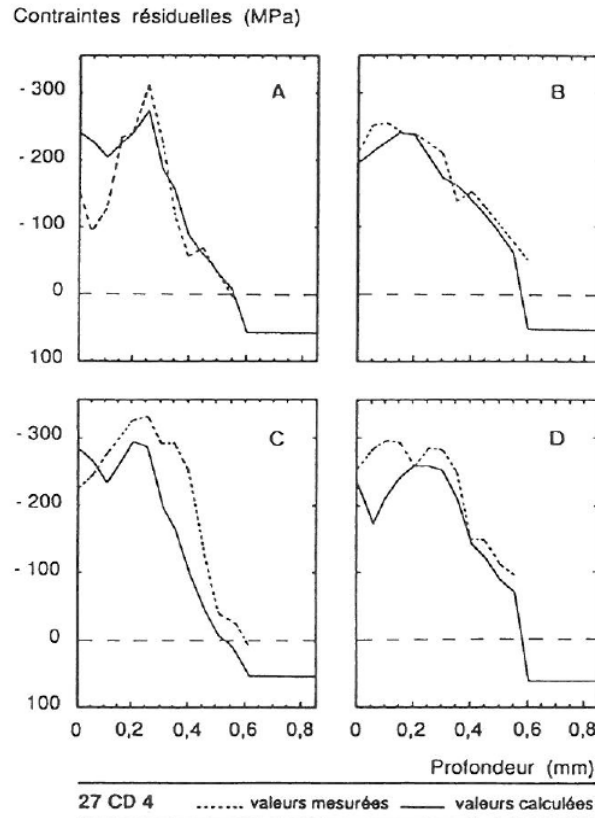 Contraintes résiduelles (MPa)
A
B
- 300
- 200
- 100
0
100
C
D
- 300
- 200
- 100
0
100
0 0,2 0,4 0,6 0,8 0 0,2 0,4 0,6 0,8
Profondeur (mm)
27 CD 4 ....... valeurs mesurées —— valeurs calculées